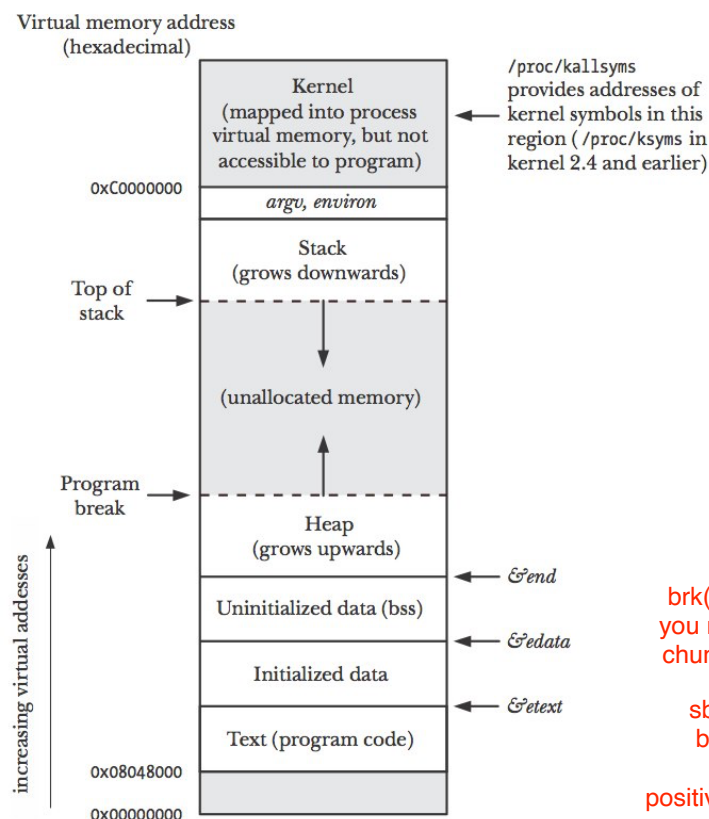 Virtual memory address
(hexadecimal)
Kernel
(mapped into process
virtual memory, but not
accessible to program)
/proc/kallsyms
provides addresses of
kernel symbols in this
region (/proc/ksyms in
kernel 2.4 and earlier)
0xC0000000
argv, environ
Stack
(grows downwards)
Top of
stack
(unallocated memory)
Program
break
Heap
(grows upwards)
&end
Uninitialized data (bss)
&edata
Initialized data
&etext
Text (program code)
0x08048000
0x00000000
increasing virtual addesses
brk(
you